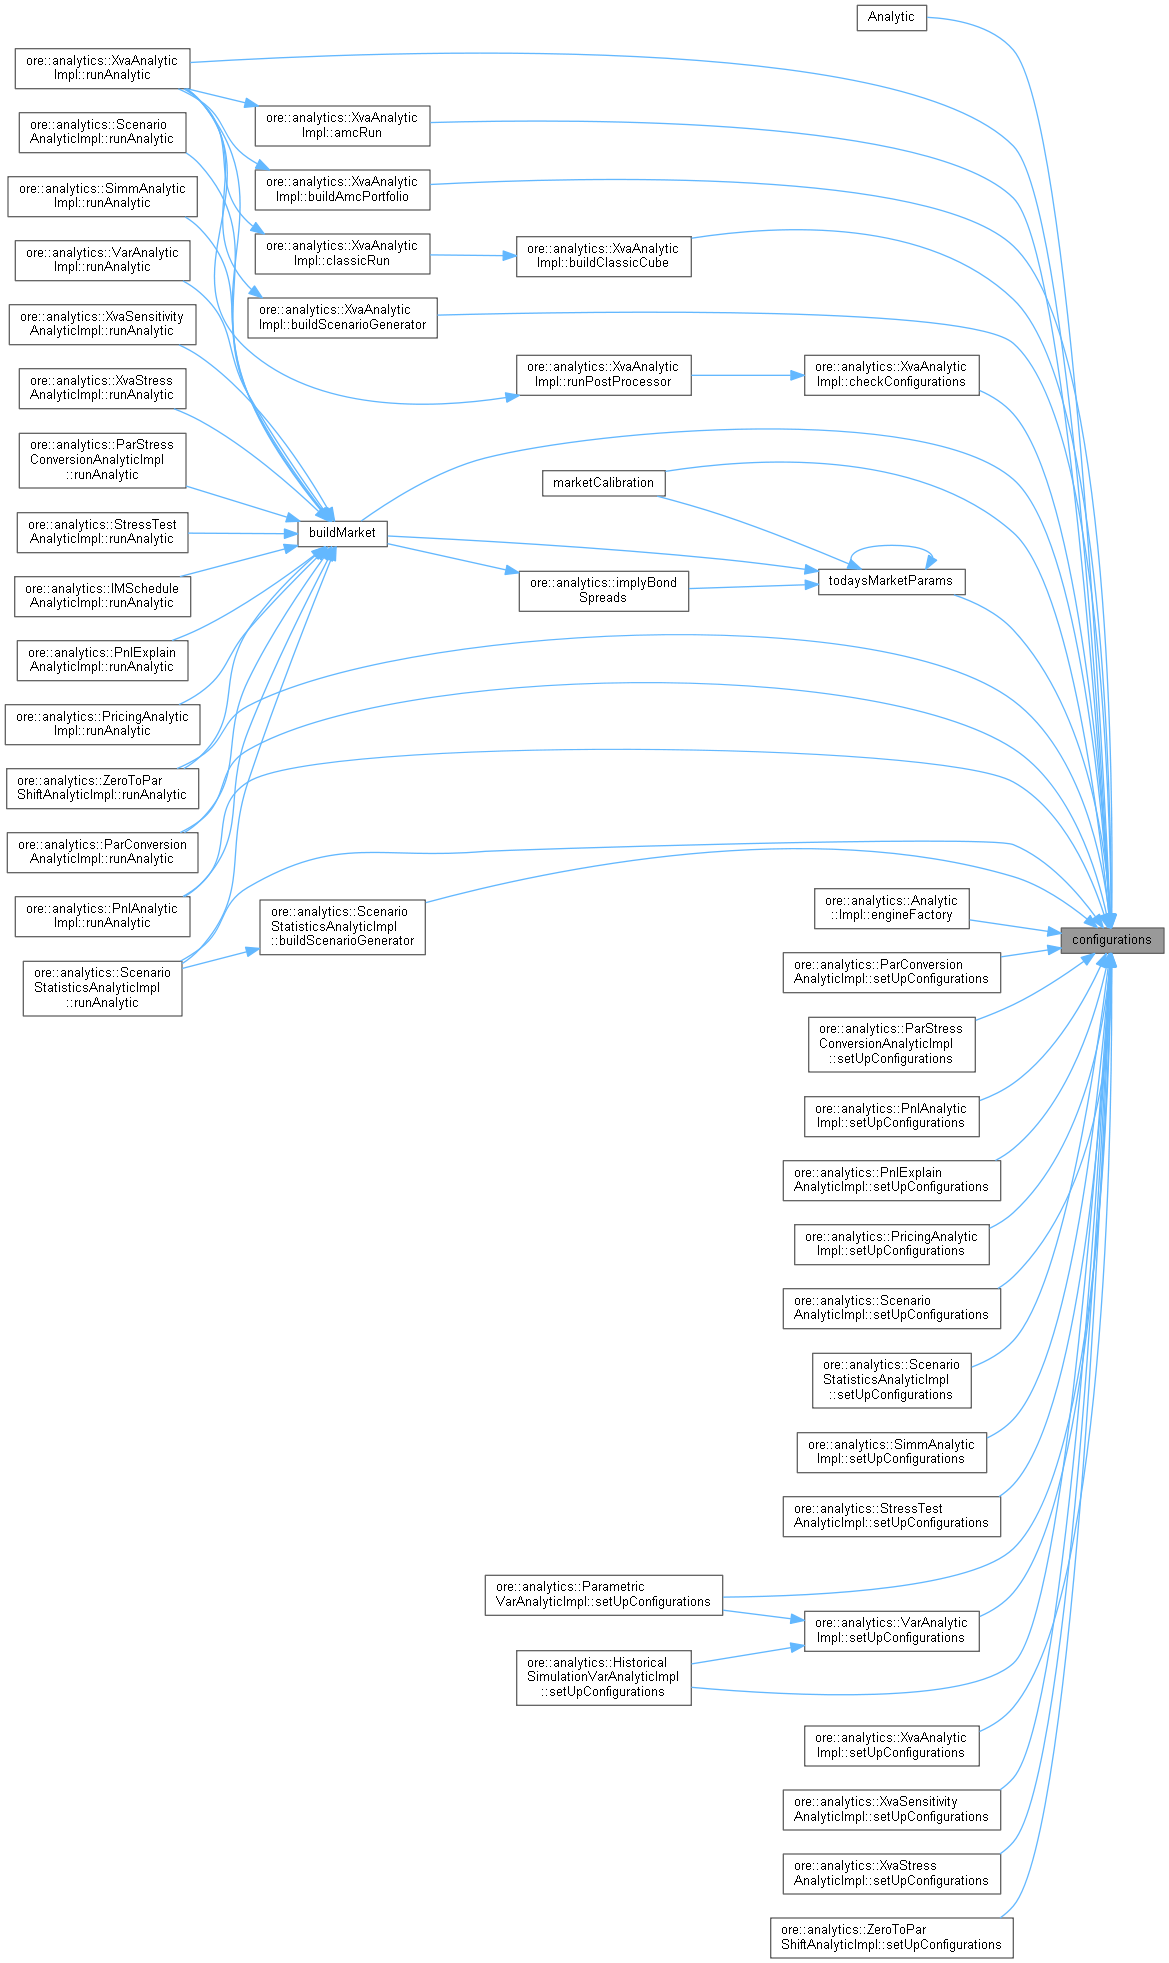 Analytic
ore::analytics::XvaAnalytic
Impl::runAnalytic
ore::analytics::XvaAnalytic
Impl::amcRun
ore::analytics::Scenario
AnalyticImpl::runAnalytic
ore::analytics::XvaAnalytic
Impl::buildAmcPortfolio
ore::analytics::SimmAnalytic
Impl::runAnalytic
ore::analytics::XvaAnalytic
Impl::classicRun
ore::analytics::XvaAnalytic
Impl::buildClassicCube
ore::analytics::VarAnalytic
Impl::runAnalytic
ore::analytics::XvaAnalytic
Impl::buildScenarioGenerator
ore::analytics::XvaSensitivity
AnalyticImpl::runAnalytic
ore::analytics::XvaAnalytic
Impl::runPostProcessor
ore::analytics::XvaAnalytic
Impl::checkConfigurations
ore::analytics::XvaStress
AnalyticImpl::runAnalytic
ore::analytics::ParStress
ConversionAnalyticImpl
::runAnalytic
marketCalibration
ore::analytics::StressTest
AnalyticImpl::runAnalytic
buildMarket
ore::analytics::implyBond
Spreads
todaysMarketParams
ore::analytics::IMSchedule
AnalyticImpl::runAnalytic
ore::analytics::PnlExplain
AnalyticImpl::runAnalytic
ore::analytics::PricingAnalytic
Impl::runAnalytic
ore::analytics::ZeroToPar
ShiftAnalyticImpl::runAnalytic
ore::analytics::ParConversion
AnalyticImpl::runAnalytic
ore::analytics::PnlAnalytic
Impl::runAnalytic
ore::analytics::Scenario
StatisticsAnalyticImpl
::buildScenarioGenerator
ore::analytics::Analytic
::Impl::engineFactory
configurations
ore::analytics::Scenario
StatisticsAnalyticImpl
::runAnalytic
ore::analytics::ParConversion
AnalyticImpl::setUpConfigurations
ore::analytics::ParStress
ConversionAnalyticImpl
::setUpConfigurations
ore::analytics::PnlAnalytic
Impl::setUpConfigurations
ore::analytics::PnlExplain
AnalyticImpl::setUpConfigurations
ore::analytics::PricingAnalytic
Impl::setUpConfigurations
ore::analytics::Scenario
AnalyticImpl::setUpConfigurations
ore::analytics::Scenario
StatisticsAnalyticImpl
::setUpConfigurations
ore::analytics::SimmAnalytic
Impl::setUpConfigurations
ore::analytics::StressTest
AnalyticImpl::setUpConfigurations
ore::analytics::Parametric
VarAnalyticImpl::setUpConfigurations
ore::analytics::VarAnalytic
Impl::setUpConfigurations
ore::analytics::Historical
SimulationVarAnalyticImpl
::setUpConfigurations
ore::analytics::XvaAnalytic
Impl::setUpConfigurations
ore::analytics::XvaSensitivity
AnalyticImpl::setUpConfigurations
ore::analytics::XvaStress
AnalyticImpl::setUpConfigurations
ore::analytics::ZeroToPar
ShiftAnalyticImpl::setUpConfigurations